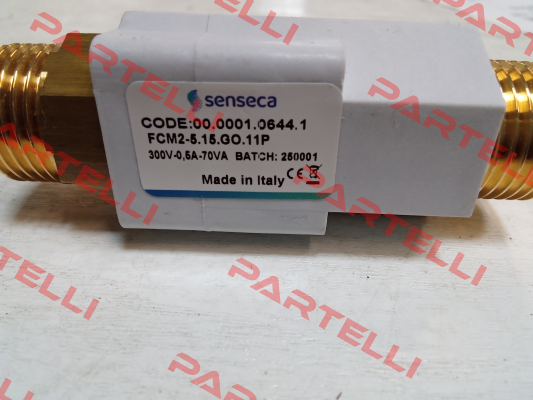 PARTELLI
senseca
CODE:00.0001.0644.1
FCM2-5.15.GO.11P
300V-0,5A-70VA BATCH: 250001
Made in Italy CE
PARTELLI
PARTELLI
PARTELLI
PARTELLI